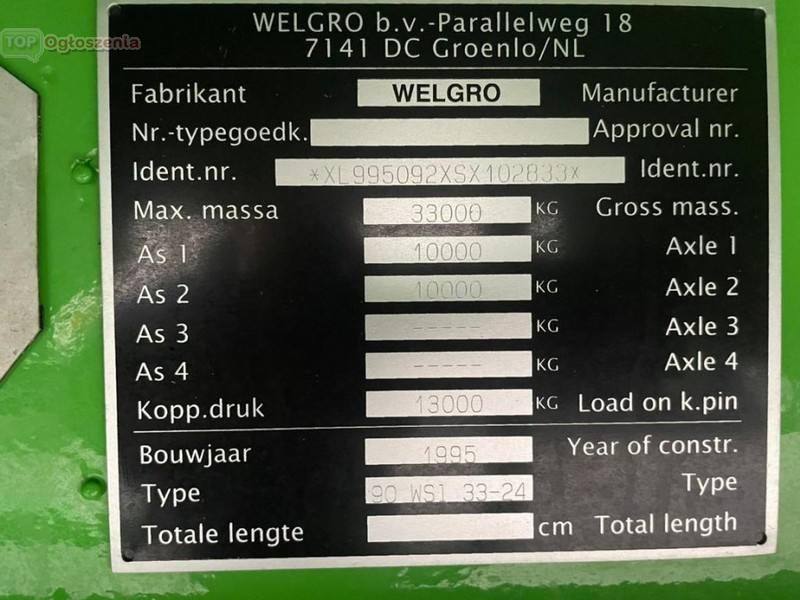 TOP
Ogłoszenia
WELGRO b.v.-Parallelweg 18
7141 DC Groenlo/NL
Fabrikant WELGRO Manufacturer
Nr.-typegoedk. Approval nr.
Ident.nr. *XL995092XSX102833* Ident.nr.
Max. massa 33000 KG Gross mass.
As 1 10000 KG Axle 1
As 2 10000 KG Axle 2
As 3 ----- KG Axle 3
As 4 ----- KG Axle 4
Kopp.druk 13000 KG Load on k.pin
Bouwjaar 1995 Year of constr.
Type 90 WSl 33-24 Type
Totale lengte cm Total length